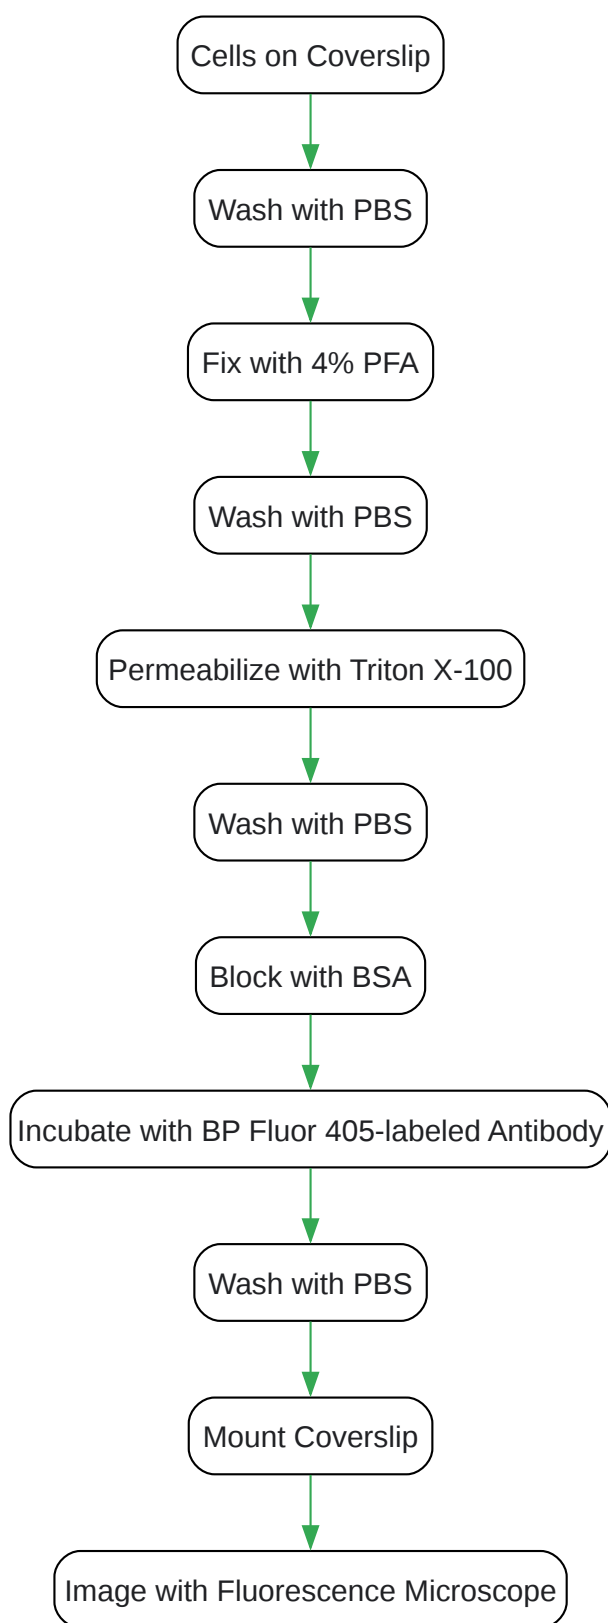 Cells on Coverslip
Wash with PBS
Fix with 4% PFA
Wash with PBS
Permeabilize with Triton X-100
Wash with PBS
Block with BSA
Incubate with BP Fluor 405-labeled Antibody
Wash with PBS
Mount Coverslip
Image with Fluorescence Microscope